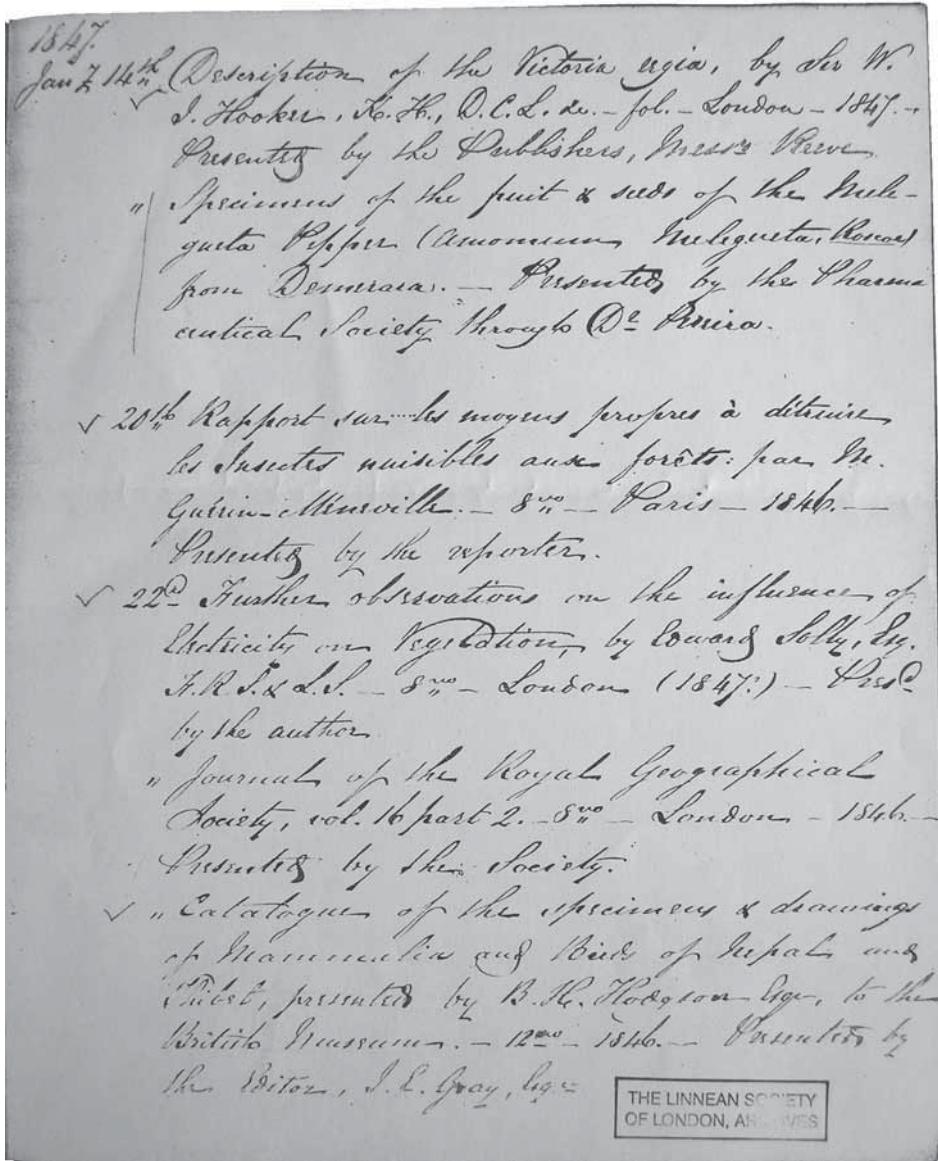 1847.
Jany 14th Description of the Victoria regia, by Sir W.
J. Hooker, K.H., D.C.L. &c. – fol. – London – 1847. –
Presented by the Publishers, Messrs Reeve
" Specimens of the fruit & seeds of the Mele-
gueta Pepper (Amomum Melegueta, Roscoe)
from Demerara. — Presented by the Pharma
ceutical Society through Dr Pereira.
20th Rapport sur les moyens propres à détruire
les Insectes nuisibles aux forêts: par M.
Guérin-Méneville. – 8vo – Paris – 1846. —
Presented by the reporter.
22d Further observations on the influence of
Electricity on Vegetation, by Edward Solly, Esq.
F.R.S. & L.S. – 8vo – London (1847.) – Presd
by the author
" Journal of the Royal Geographical
Society, vol. 16 part 2. – 8vo – London – 1846. –
Presented by the Society.
" Catalogue of the specimens & drawings
of Mammalia and Birds of Nepal and
Thibet, presented by B. H. Hodgson Esqr, to the
British Museum. – 12mo – 1846. – Presented by
the Editor, J. E. Gray, Esqre
THE LINNEAN SOCIETY
OF LONDON, ARCHIVES